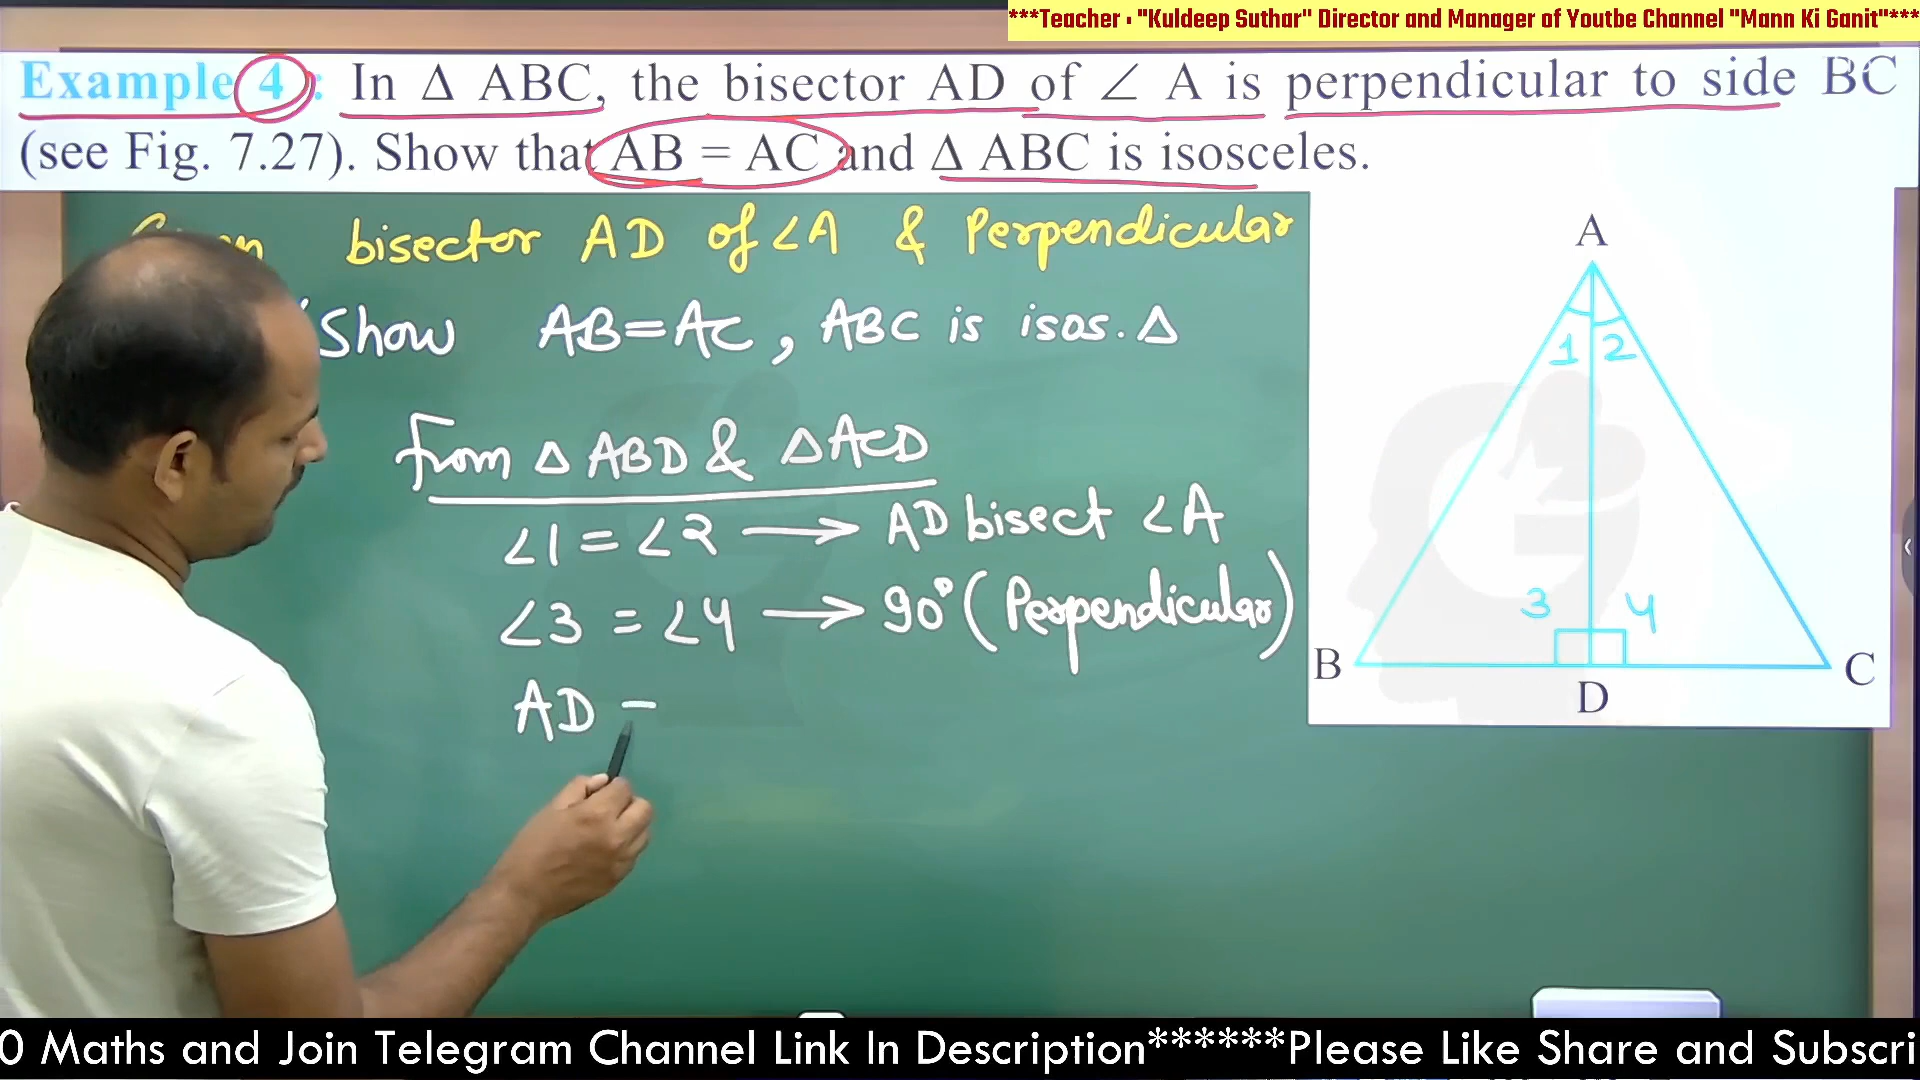 ***Teacher : "Kuldeep Suthar" Director and Manager of Youtbe Channel "Mann Ki Ganit"***
Example 4 : In Δ ABC, the bisector AD of ∠ A is perpendicular to side BC
(see Fig. 7.27). Show that AB = AC and Δ ABC is isosceles.
bisector AD of ∠A & Perpendicular
Show AB=AC, ABC is isos. Δ
From Δ ABD & ΔACD
∠1 = ∠2 → AD bisect ∠A
∠3 = ∠4 → 90° (Perpendicular)
AD –
A
1 2
3 4
B C
D
0 Maths and Join Telegram Channel Link In Description******Please Like Share and Subscri